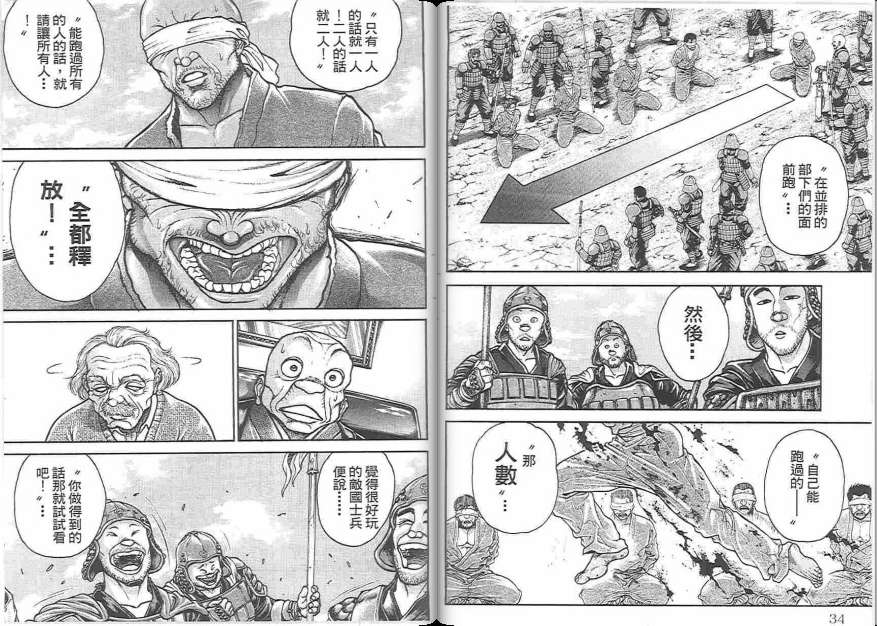 〝在並排的
部下們的面
前跑〞…
然後…
〝自己能
跑過的——〞
〝那
人數〞…
34
〝只有一人
的話就一人
！二人的話
就二人！〞
〝能跑過所有
的人的話，就
請讓所有人…
！〞
〝全都釋
放！〞…
覺得很好玩
的敵國士兵
便說……
〝你做得到的
話那就試試看
吧！〞…